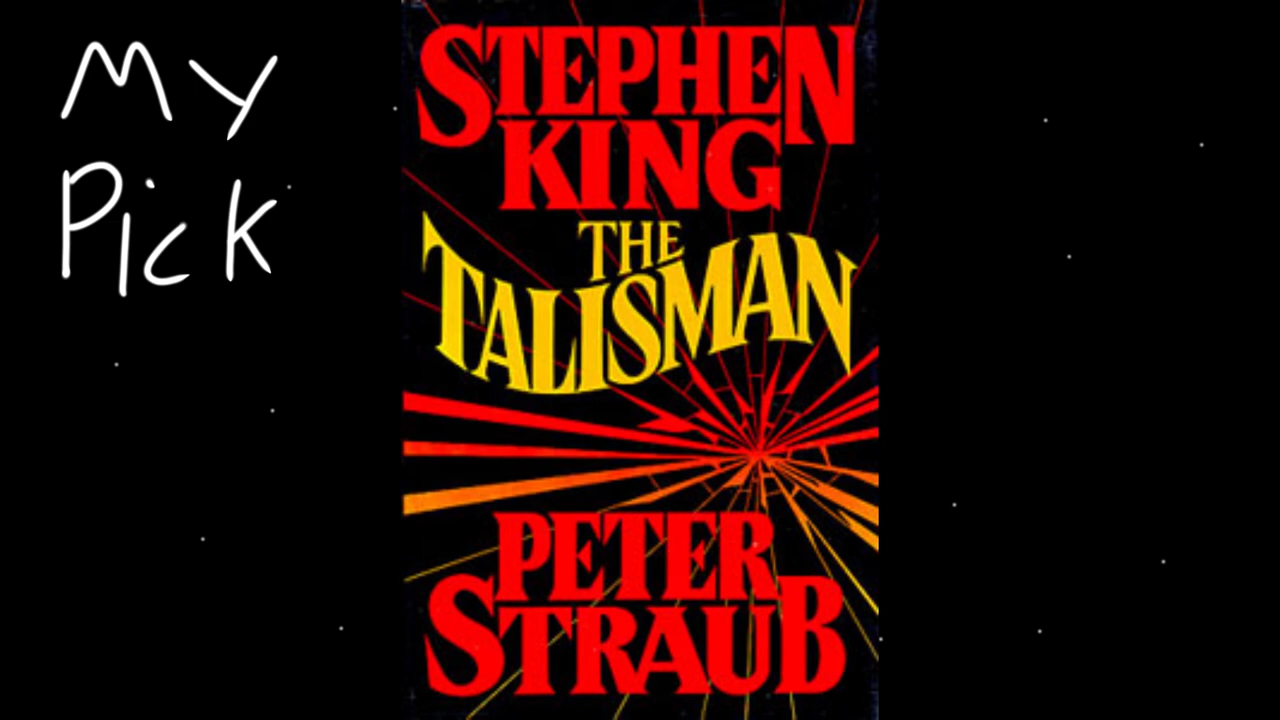 My
Pick
STEPHEN
KING
THE
TALISMAN
PETER
STRAUB